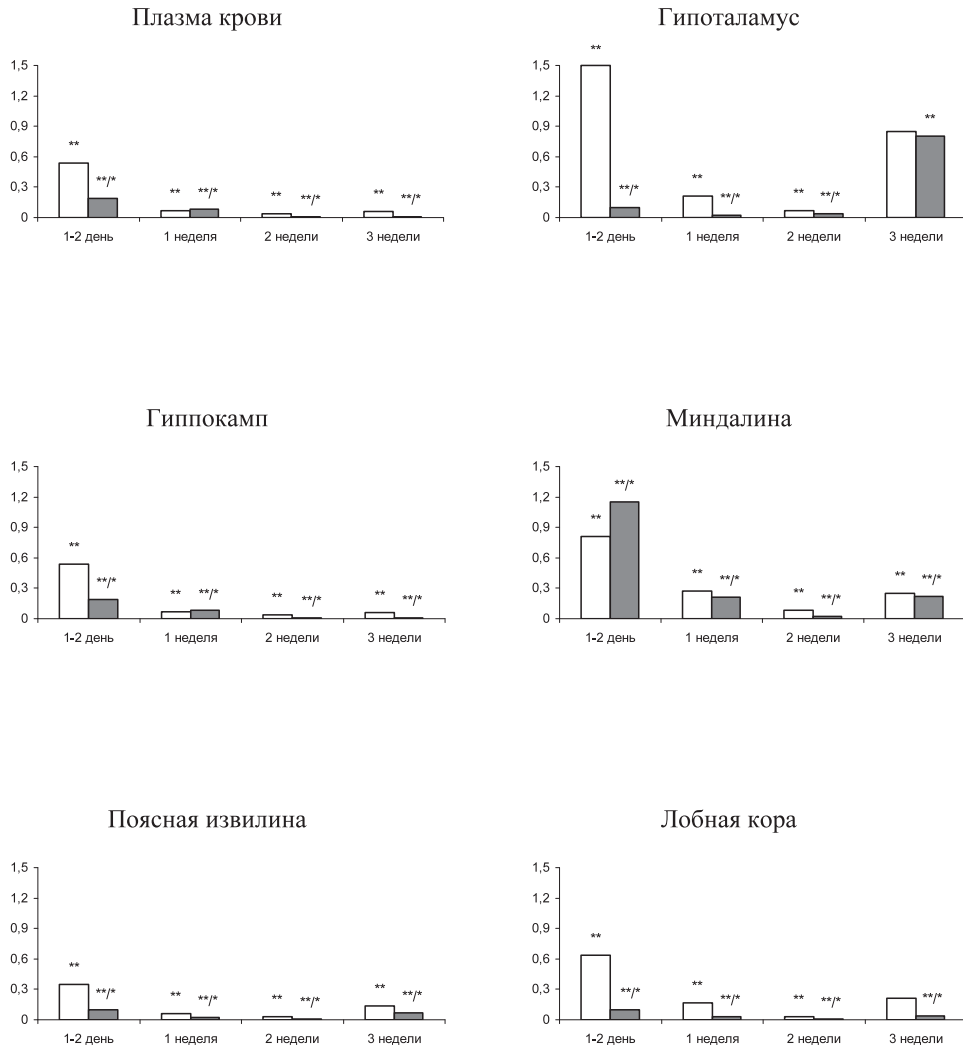 Плазма крови
1,5
1,2
0,9
0,6
0,3
0
**
**/*
**
**/*
**
**/*
**
**/*
1-2 день
1 неделя
2 недели
3 недели
Гипоталамус
1,5
1,2
0,9
0,6
0,3
0
**
**/*
**
**/*
**
**/*
**
1-2 день
1 неделя
2 недели
3 недели
Гиппокамп
1,5
1,2
0,9
0,6
0,3
0
**
**/*
**
**/*
**
**/*
**
**/*
1-2 день
1 неделя
2 недели
3 недели
Миндалина
1,5
1,2
0,9
0,6
0,3
0
**
**/*
**
**/*
**
**/*
**
**/*
1-2 день
1 неделя
2 недели
3 недели
Поясная извилина
1,5
1,2
0,9
0,6
0,3
0
**
**/*
**
**/*
**
**/*
**
**/*
1-2 день
1 неделя
2 недели
3 недели
Лобная кора
1,5
1,2
0,9
0,6
0,3
0
**
**/*
**
**/*
**
**/*
**/*
1-2 день
1 неделя
2 недели
3 недели